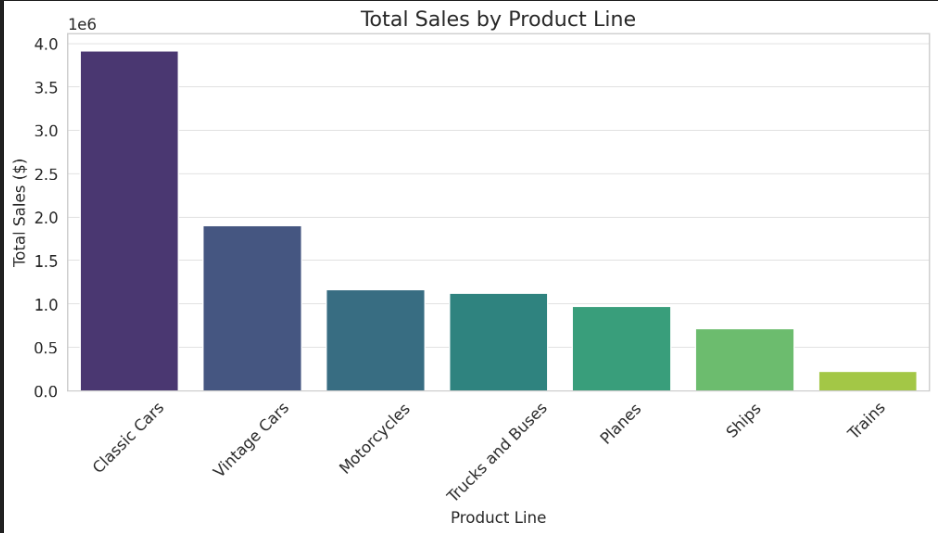 Total Sales by Product Line
1e6
4.0
3.5
3.0
2.5
2.0
1.5
1.0
0.5
0.0
Total Sales ($)
Classic Cars
Vintage Cars
Motorcycles
Trucks and Buses
Planes
Ships
Trains
Product Line